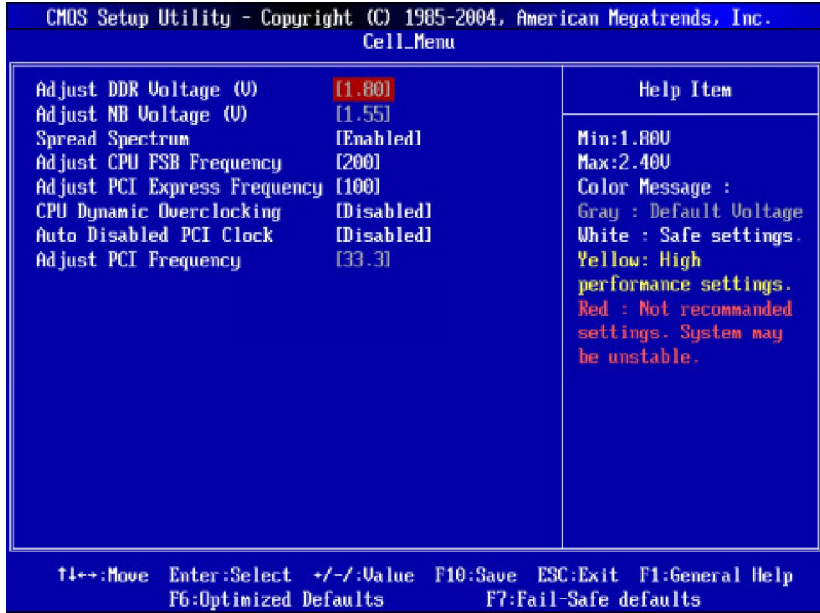 CMOS Setup Utility - Copyright (C) 1985-2004, American Megatrends, Inc.
Cell_Menu
Adjust DDR Voltage (V) [1.80]
Adjust NB Voltage (V) [1.55]
Spread Spectrum [Enabled]
Adjust CPU FSB Frequency [200]
Adjust PCI Express Frequency [100]
CPU Dynamic Overclocking [Disabled]
Auto Disabled PCI Clock [Disabled]
Adjust PCI Frequency [33.3]
Help Item
Min:1.80V
Max:2.40V
Color Message :
Gray : Default Voltage
White : Safe settings.
Yellow: High
performance settings.
Red : Not recommanded
settings. System may
be unstable.
↑↓↔:Move Enter:Select +/-/:Value F10:Save ESC:Exit F1:General Help
F6:Optimized Defaults F7:Fail-Safe defaults